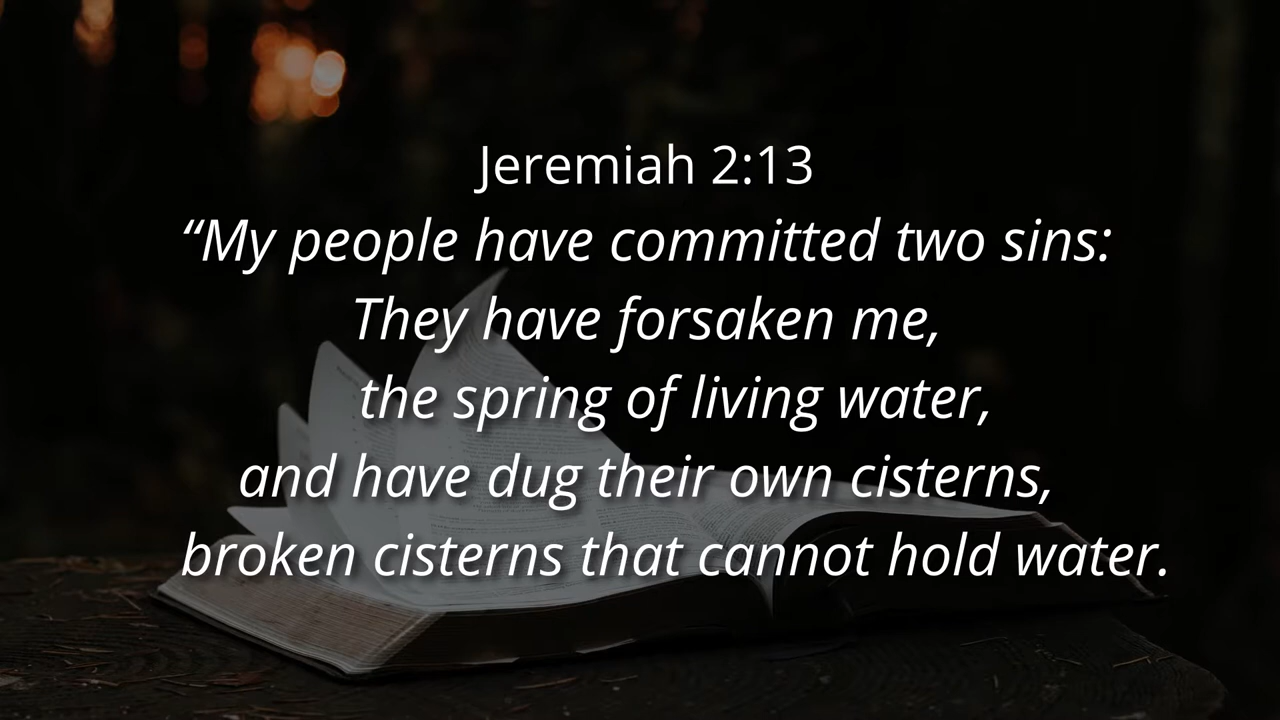 Jeremiah 2:13
“My people have committed two sins:
They have forsaken me,
the spring of living water,
and have dug their own cisterns,
broken cisterns that cannot hold water.